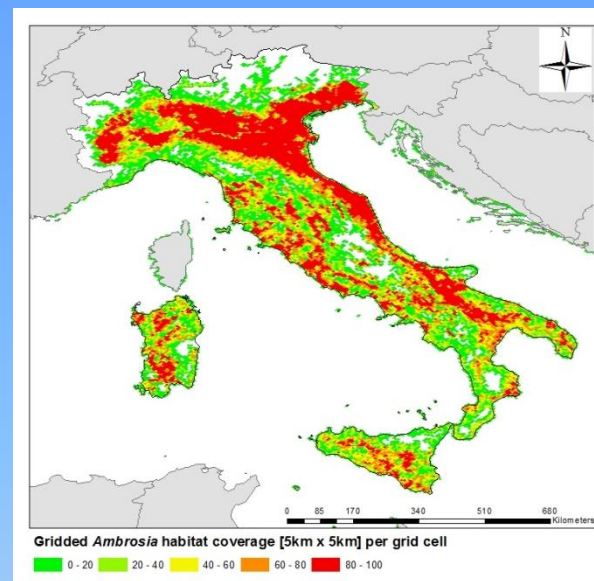 N
0 85 170 340 510 680
Kilometers
Gridded Ambrosia habitat coverage [5km x 5km] per grid cell
0 - 20 20 - 40 40 - 60 60 - 80 80 - 100